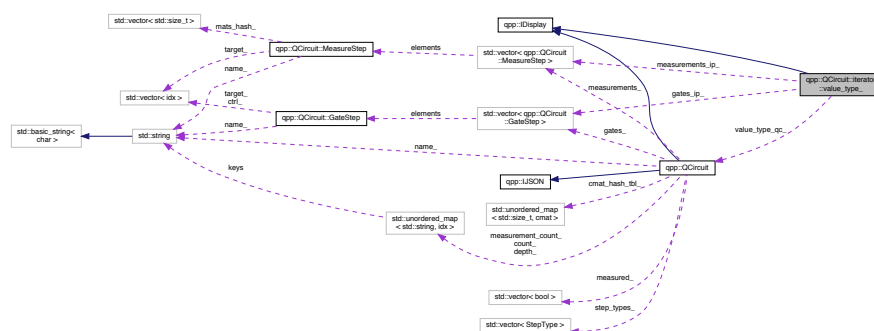 std::vector< std::size_t >
mats_hash_
qpp::QCircuit::MeasureStep
elements
std::vector< qpp::QCircuit
::MeasureStep >
qpp::IDisplay
measurements_ip_
qpp::QCircuit::iterator
::value_type_
target_
name_
measurements_
gates_ip_
std::vector< idx >
target_
ctrl_
qpp::QCircuit::GateStep
elements
std::vector< qpp::QCircuit
::GateStep >
std::basic_string<
char >
std::string
name_
gates_
value_type_qc_
name_
keys
qpp::IJSON
qpp::QCircuit
cmat_hash_tbl_
std::unordered_map
< std::string, idx >
std::unordered_map
< std::size_t, cmat >
measurement_count_
count_
depth_
std::vector< bool >
measured_
step_types_
std::vector< StepType >